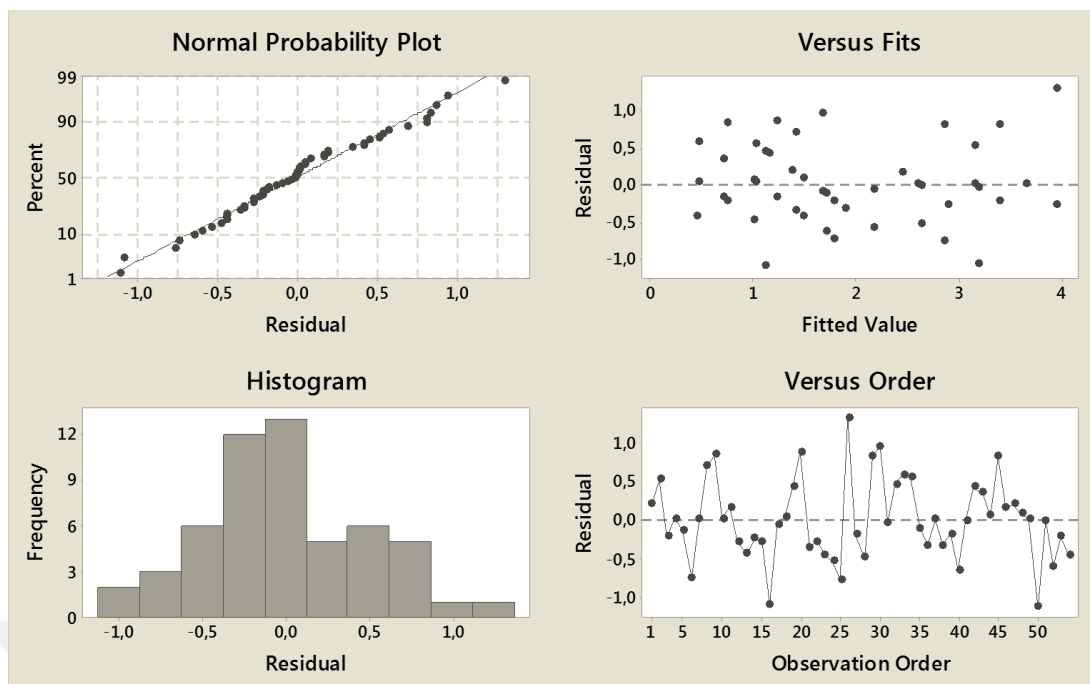 Normal Probability Plot
99
90
50
10
1
Percent
-1,0 -0,5 0,0 0,5 1,0
Residual
Versus Fits
1,0
0,5
0,0
-0,5
-1,0
Residual
0 1 2 3 4
Fitted Value
Histogram
12
9
6
3
0
Frequency
-1,0 -0,5 0,0 0,5 1,0
Residual
Versus Order
1,0
0,5
0,0
-0,5
-1,0
Residual
1 5 10 15 20 25 30 35 40 45 50
Observation Order